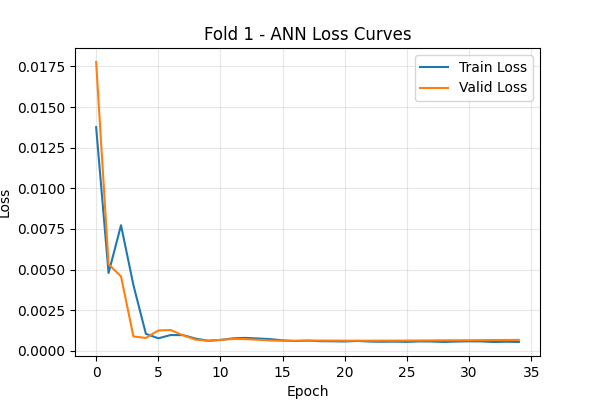 Fold 1 - ANN Loss Curves
Train Loss
Valid Loss
0.0175
0.0150
0.0125
0.0100
0.0075
0.0050
0.0025
0.0000
Loss
0 5 10 15 20 25 30 35
Epoch